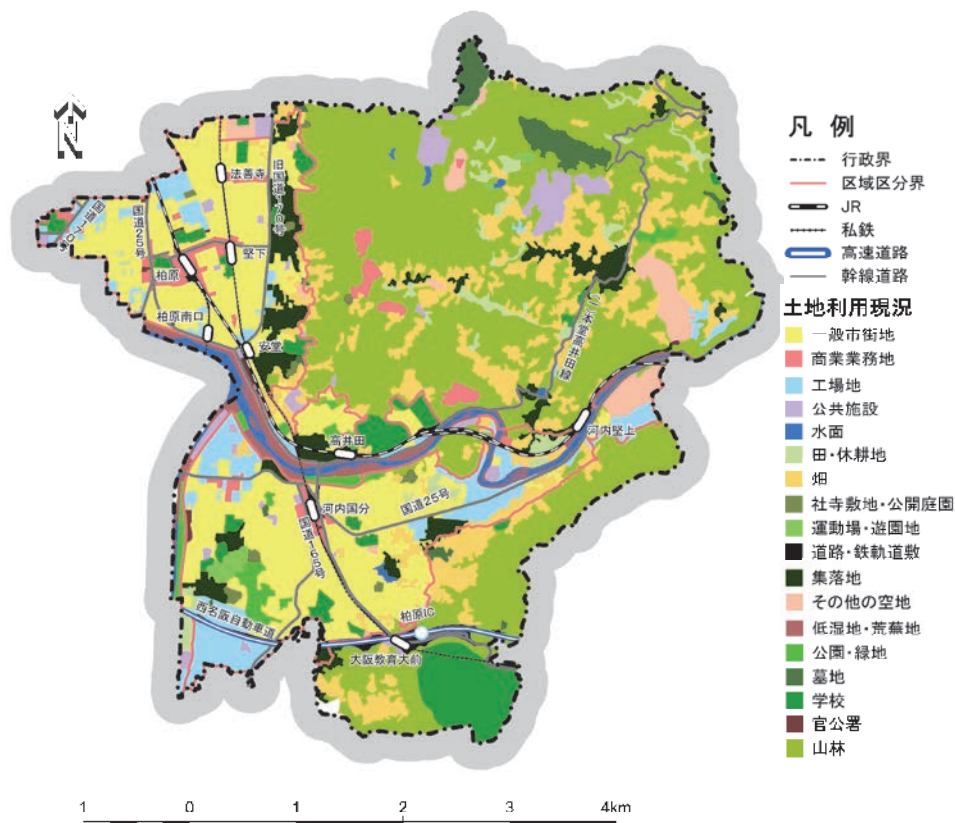 N
法善寺
旧国道170号
国道170号
国道25号
堅下
柏原
柏原南口
安堂
高井田
河内堅上
河内国分
国道25号
国道165号
西名阪自動車道
柏原IC
大阪教育大前
凡 例
行政界
区域区分界
JR
私鉄
高速道路
幹線道路
土地利用現況
一般市街地
商業業務地
工場地
公共施設
水面
田・休耕地
畑
社寺敷地・公開庭園
運動場・遊園地
道路・鉄軌道敷
集落地
その他の空地
低湿地・荒蕪地
公園・緑地
墓地
学校
官公署
山林
1 0 1 2 3 4km